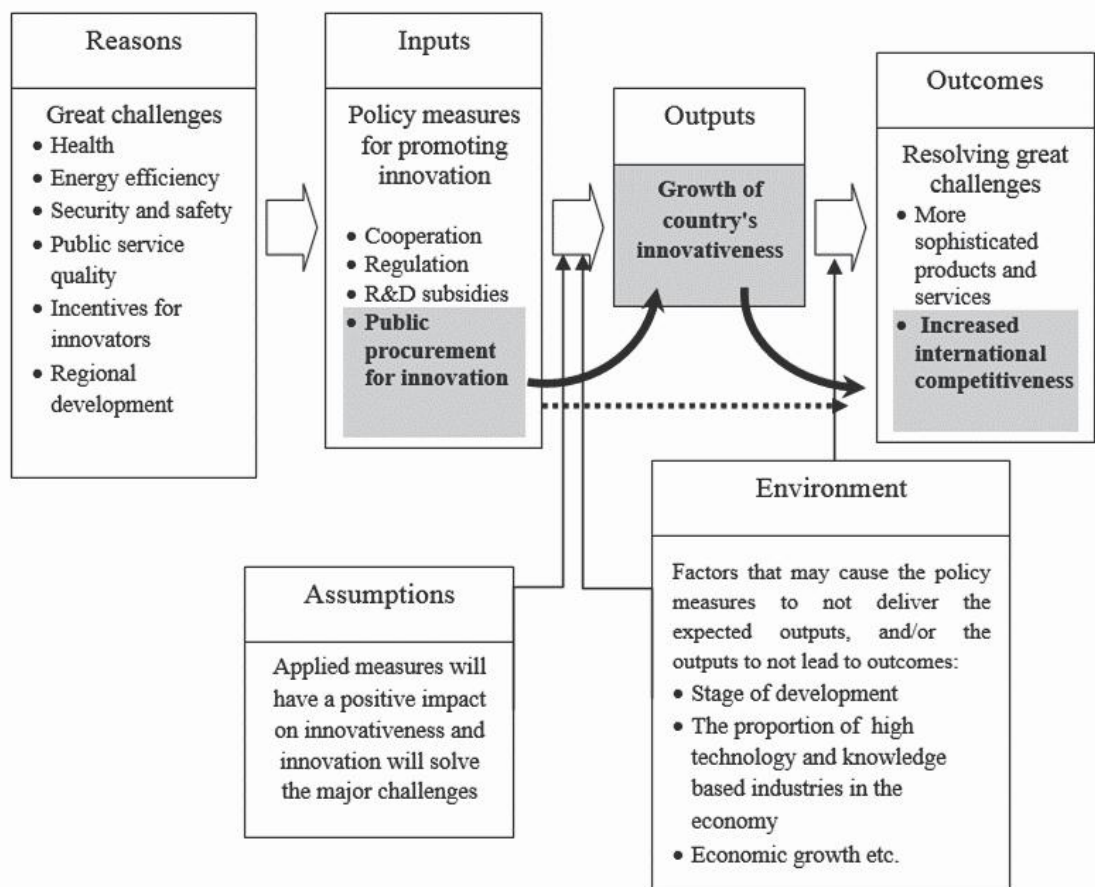 Reasons
Great challenges
• Health
• Energy efficiency
• Security and safety
• Public service
quality
• Incentives for
innovators
• Regional
development
Inputs
Policy measures
for promoting
innovation
• Cooperation
• Regulation
• R&D subsidies
• Public
procurement
for innovation
Outputs
Growth of
country's
innovativeness
Outcomes
Resolving great
challenges
• More
sophisticated
products and
services
• Increased
international
competitiveness
Assumptions
Applied measures will
have a positive impact
on innovativeness and
innovation will solve
the major challenges
Environment
Factors that may cause the policy
measures to not deliver the
expected outputs, and/or the
outputs to not lead to outcomes:
• Stage of development
• The proportion of high
technology and knowledge
based industries in the
economy
• Economic growth etc.